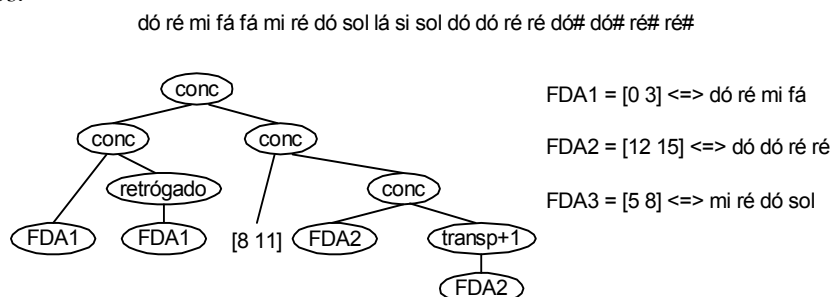 dó ré mi fá fá mi ré dó sol lá si sol dó dó ré ré dó# dó# ré# ré#
conc
FDA1 = [0 3] <=> dó ré mi fá
conc
conc
FDA2 = [12 15] <=> dó dó ré ré
retrógado
conc
FDA3 = [5 8] <=> mi ré dó sol
FDA1
FDA1
[8 11]
FDA2
transp+1
FDA2